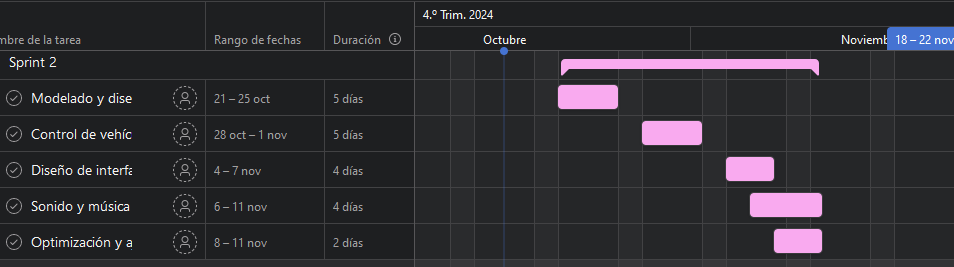 4.º Trim. 2024
mbre de la tarea Rango de fechas Duración Octubre Noviemb 18 – 22 nov
Sprint 2
Modelado y dise 21 – 25 oct 5 días
Control de vehíc 28 oct – 1 nov 5 días
Diseño de interfa 4 – 7 nov 4 días
Sonido y música 6 – 11 nov 4 días
Optimización y a 8 – 11 nov 2 días